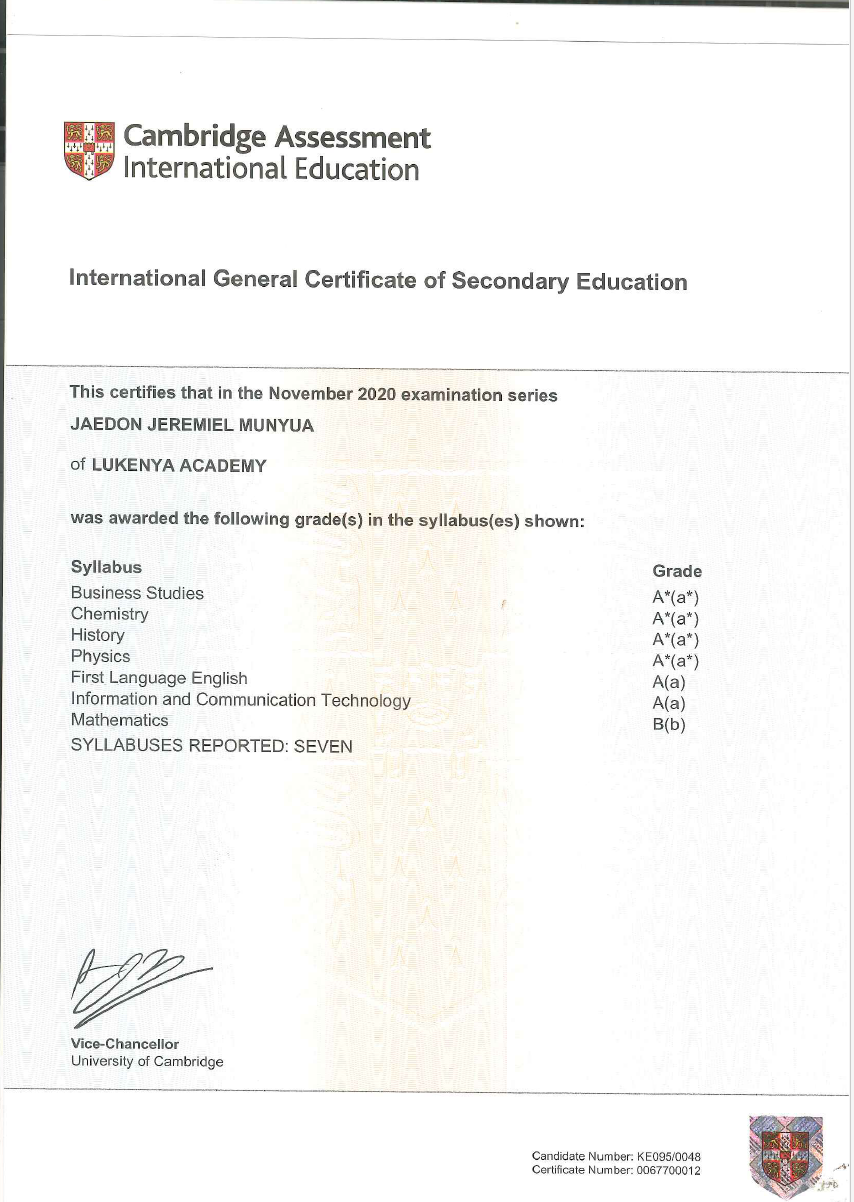 Cambridge Assessment
International Education
International General Certificate of Secondary Education
This certifies that in the November 2020 examination series
JAEDON JEREMIEL MUNYUA
of LUKENYA ACADEMY
was awarded the following grade(s) in the syllabus(es) shown:
Syllabus Grade
Business Studies A*(a*)
Chemistry A*(a*)
History A*(a*)
Physics A*(a*)
First Language English A(a)
Information and Communication Technology A(a)
Mathematics B(b)
SYLLABUSES REPORTED: SEVEN
Vice-Chancellor
University of Cambridge
Candidate Number: KE095/0048
Certificate Number: 0067700012